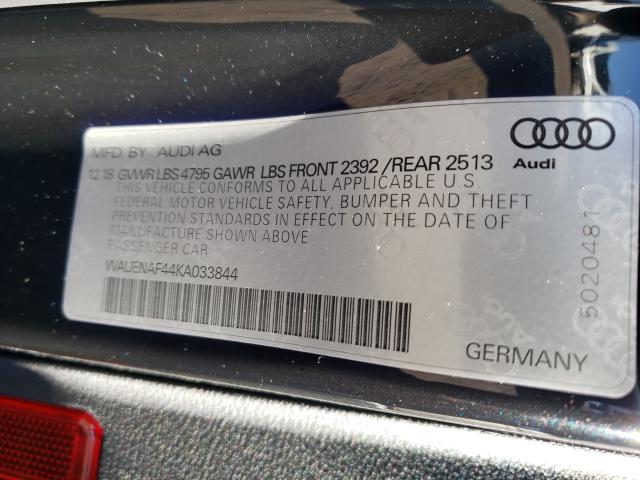 MFD. BY AUDI AG
12.18 GVWR LBS 4795 GAWR LBS FRONT 2392 /REAR 2513
THIS VEHICLE CONFORMS TO ALL APPLICABLE U.S.
FEDERAL MOTOR VEHICLE SAFETY, BUMPER AND THEFT
PREVENTION STANDARDS IN EFFECT ON THE DATE OF
MANUFACTURE SHOWN ABOVE
PASSENGER CAR
WAUENAF44KA033844
Audi
5020481
GERMANY